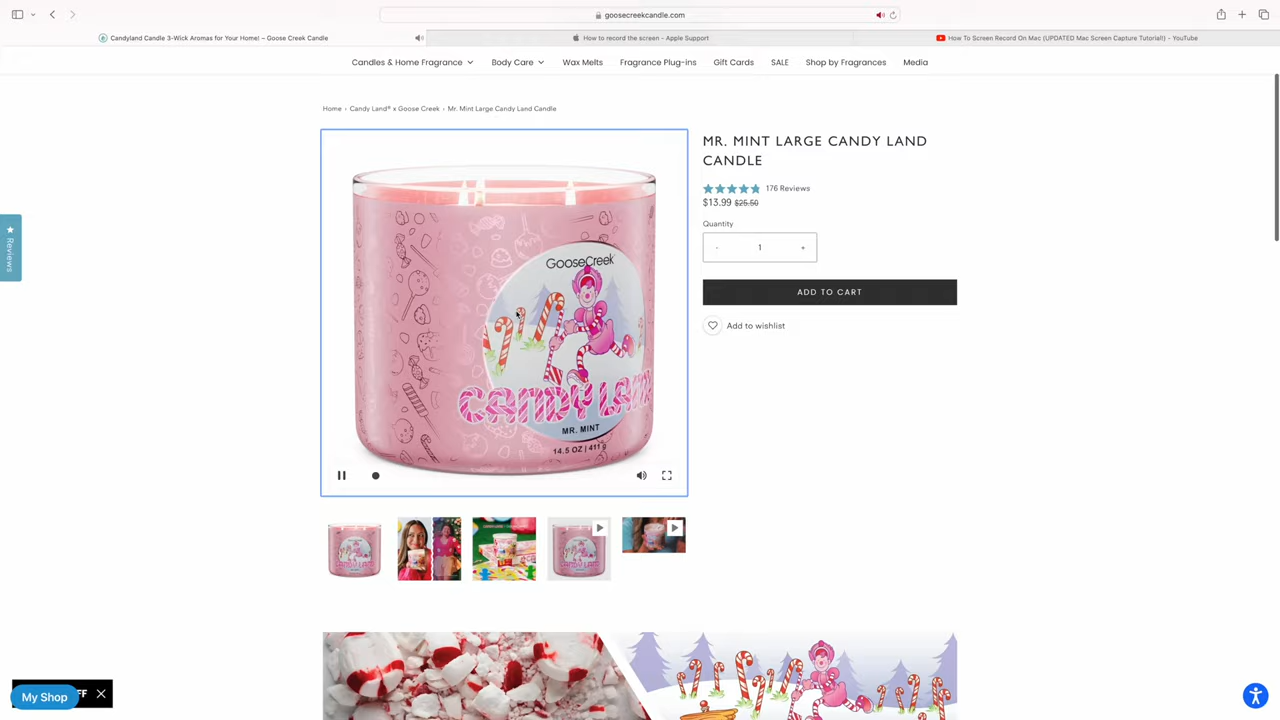 goosecreekcandle.com
Candyland Candle 3-Wick Aromas for Your Home! – Goose Creek Candle
How to record the screen - Apple Support
How To Screen Record On Mac (UPDATED Mac Screen Capture Tutorial!) - YouTube
Candles & Home Fragrance Body Care Wax Melts Fragrance Plug-ins Gift Cards SALE Shop by Fragrances Media
Home › Candy Land® x Goose Creek › Mr. Mint Large Candy Land Candle
MR. MINT LARGE CANDY LAND
CANDLE
176 Reviews
$13.99 $25.50
Quantity
- 1 +
ADD TO CART
Add to wishlist
Reviews
GooseCreek
CANDY LAN
MR. MINT
14.5 OZ | 411 g
My Shop
FF